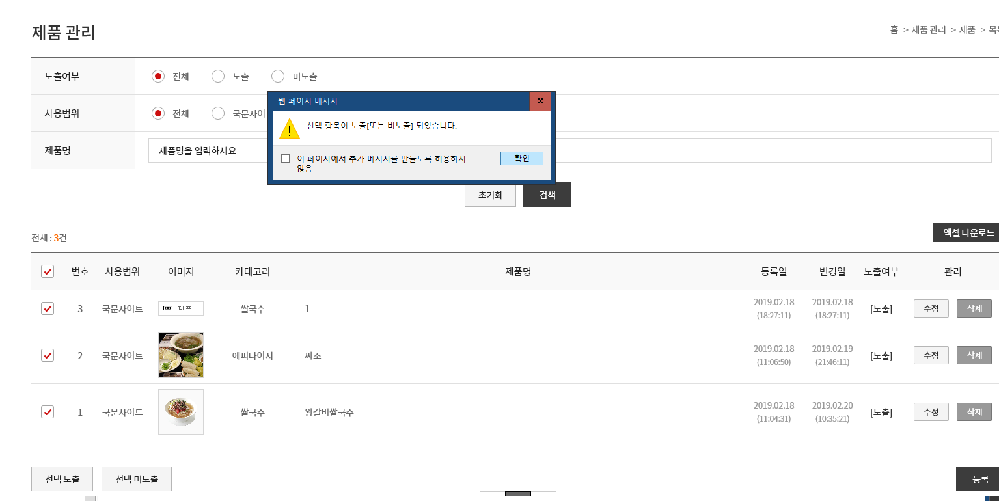 제품 관리
홈 > 제품 관리 > 제품 >
노출여부 전체 노출 미노출
웹 페이지 메시지 x
사용범위 전체 국문사이트
선택 항목이 노출[또는 비노출] 되었습니다.
제품명 제품명을 입력하세요
이 페이지에서 추가 메시지를 만들도록 허용하지
않음
확인
초기화 검색
전체 : 3건
엑셀 다운로드
번호 사용범위 이미지 카테고리 제품명 등록일 변경일 노출여부 관리
3 국문사이트 쌀국수 1 2019.02.18 2019.02.18 [노출] 수정 삭제
(18:27:11) (18:27:11)
2 국문사이트 에피타이저 짜조 2019.02.18 2019.02.19 [노출] 수정 삭제
(11:06:50) (21:46:11)
1 국문사이트 쌀국수 왕갈비쌀국수 2019.02.18 2019.02.20 [노출] 수정 삭제
(11:04:31) (10:35:21)
선택 노출 선택 미노출 등록